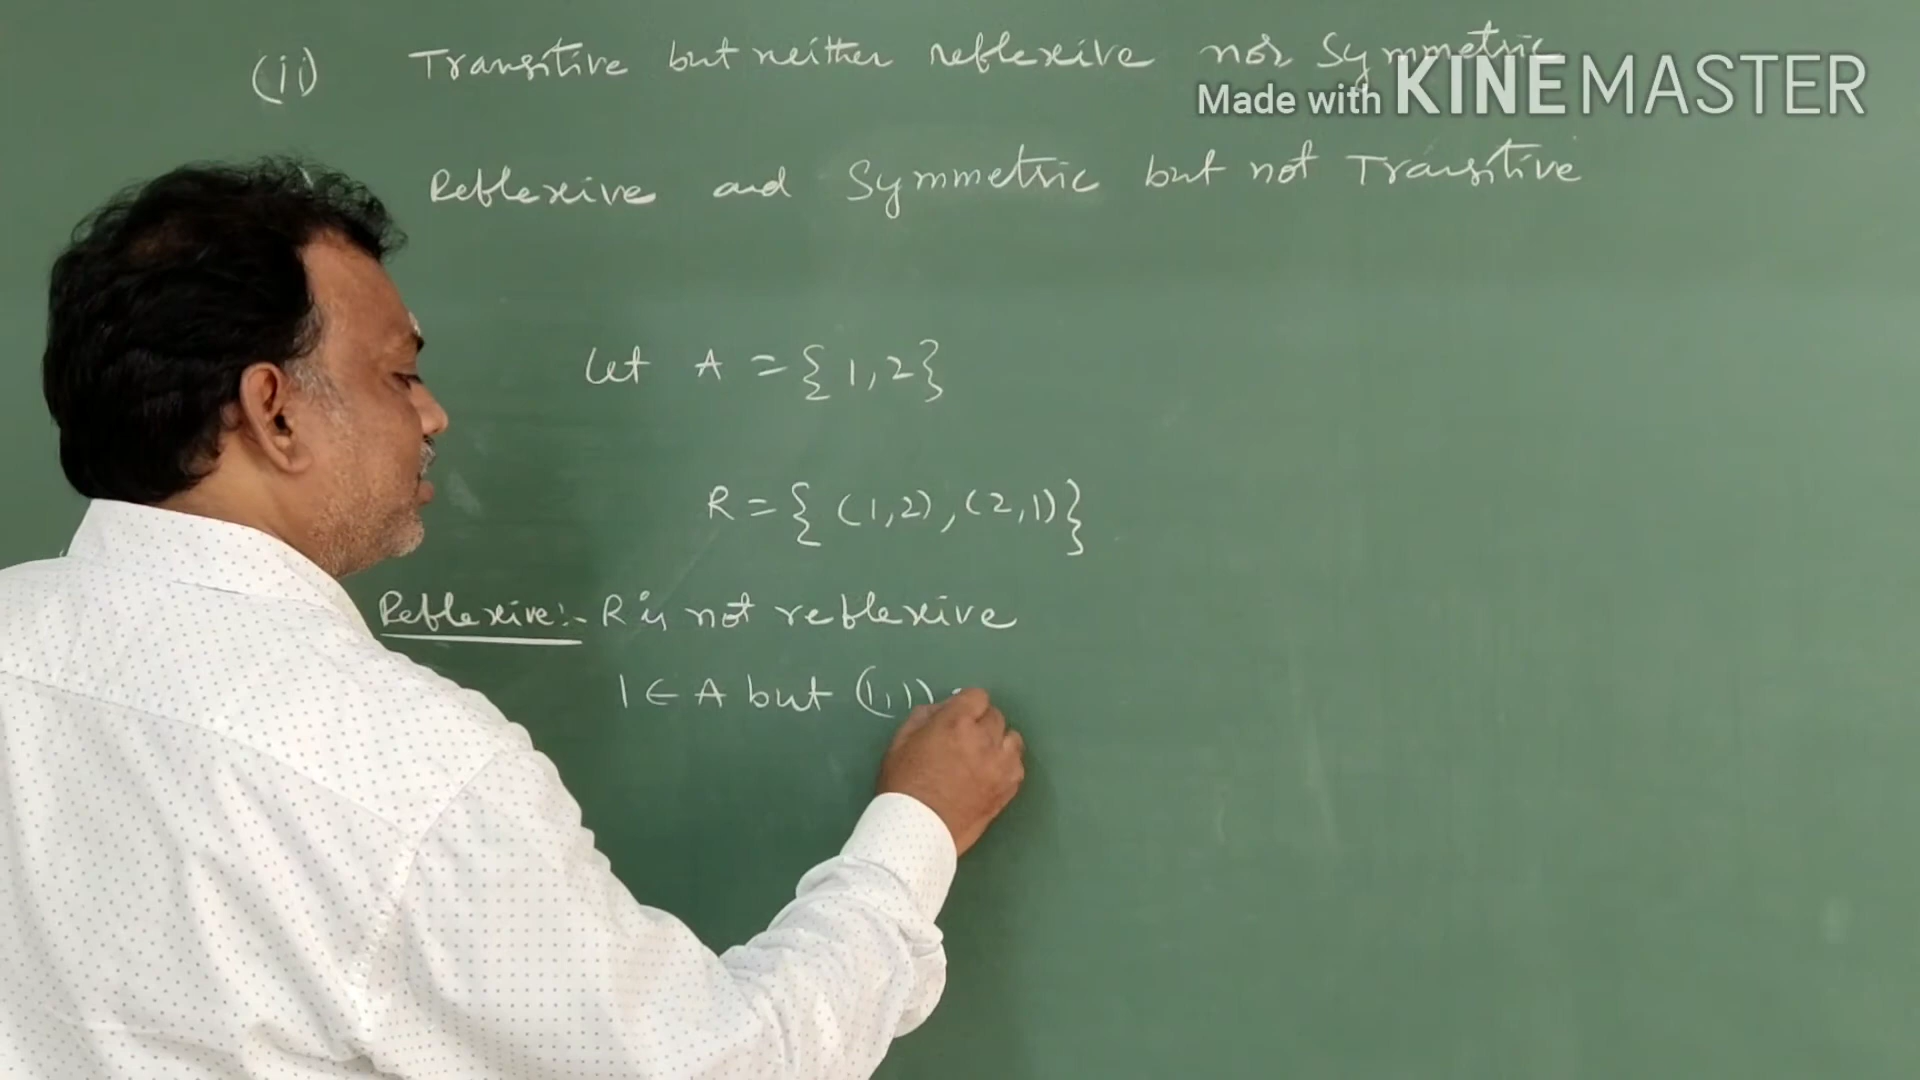 (ii) Transitive but neither reflexive nor Symmetric
Made with KINEMASTER
Reflexive and Symmetric but not Transitive
Let A = {1,2}
R = { (1,2) , (2,1)}
Reflexive:- R is not reflexive
1 ∈ A but (1,1)